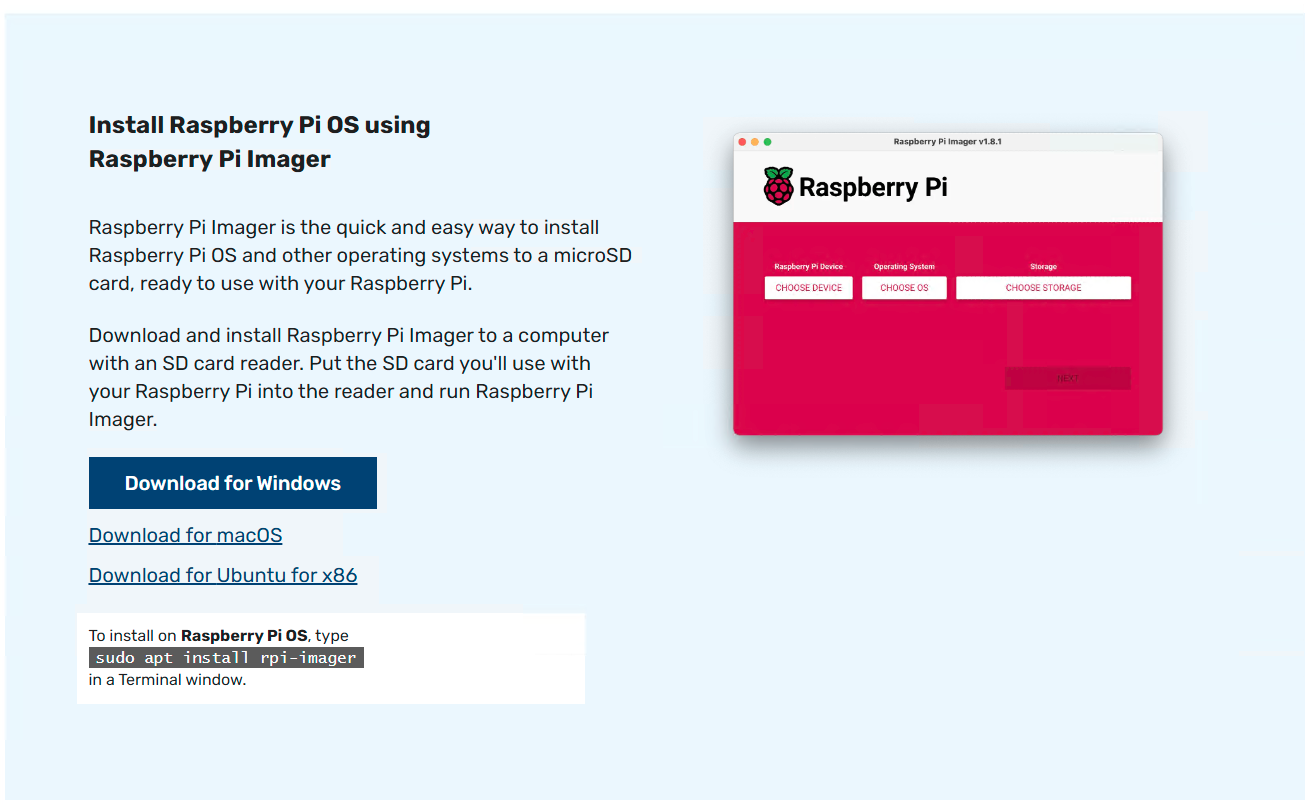 Install Raspberry Pi OS using
Raspberry Pi Imager
Raspberry Pi Imager is the quick and easy way to install
Raspberry Pi OS and other operating systems to a microSD
card, ready to use with your Raspberry Pi.
Download and install Raspberry Pi Imager to a computer
with an SD card reader. Put the SD card you'll use with
your Raspberry Pi into the reader and run Raspberry Pi
Imager.
Download for Windows
Download for macOS
Download for Ubuntu for x86
To install on Raspberry Pi OS, type
sudo apt install rpi-imager
in a Terminal window.
Raspberry Pi Imager v1.8.1
Raspberry Pi
Raspberry Pi Device Operating System Storage
CHOOSE DEVICE CHOOSE OS CHOOSE STORAGE
NEXT